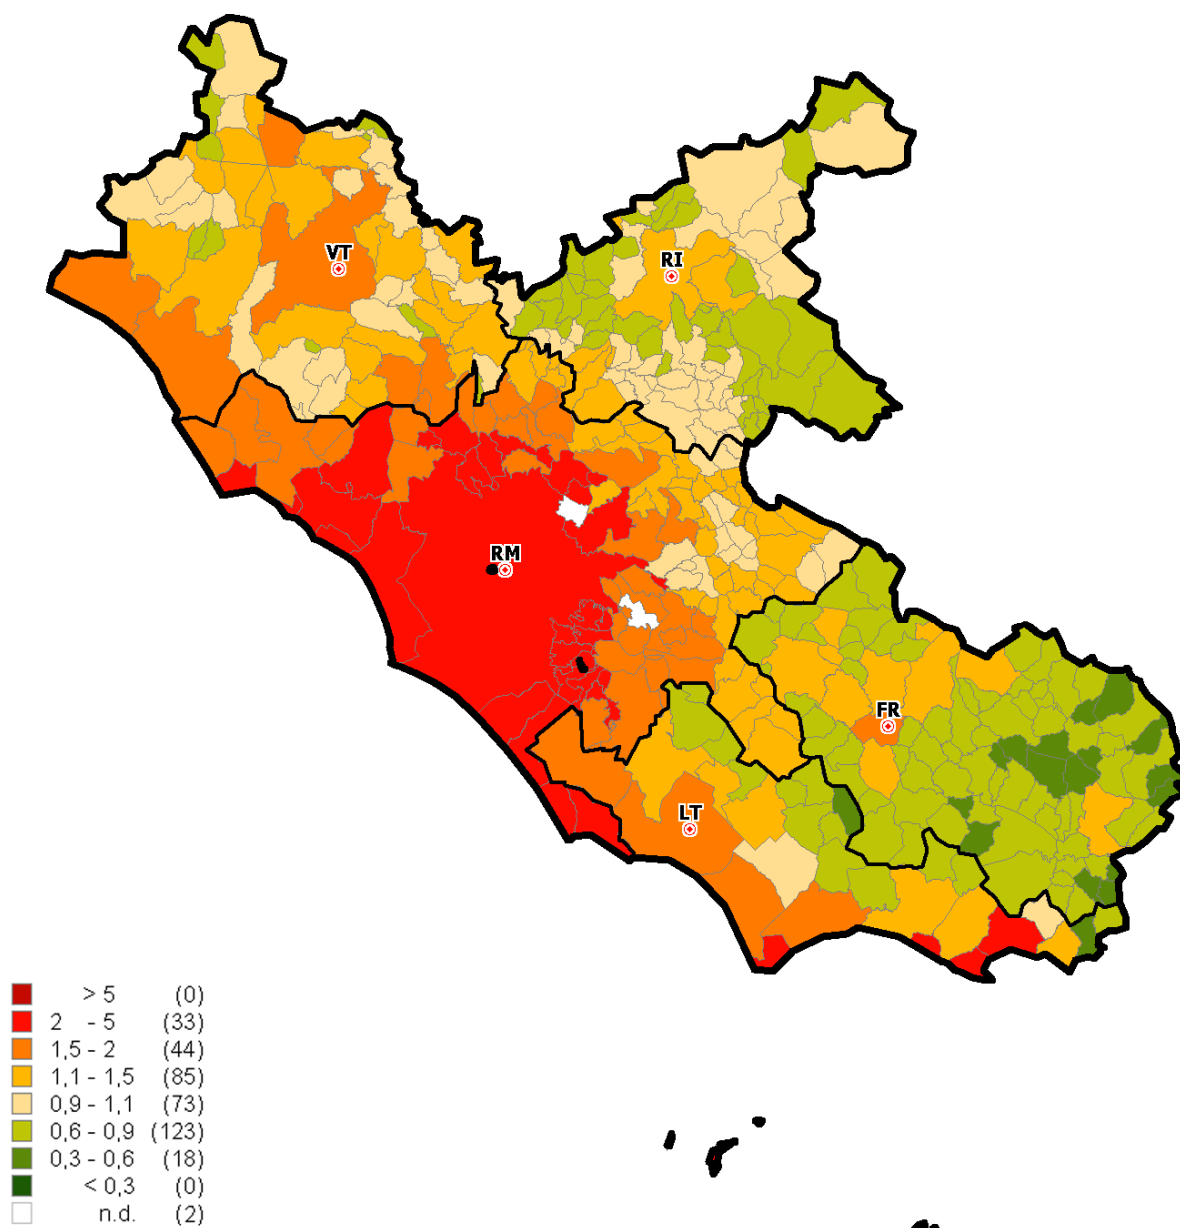 VT
RI
RM
FR
LT
> 5 (0)
2 - 5 (33)
1,5 - 2 (44)
1,1 - 1,5 (85)
0,9 - 1,1 (73)
0,6 - 0,9 (123)
0,3 - 0,6 (18)
< 0,3 (0)
n.d. (2)